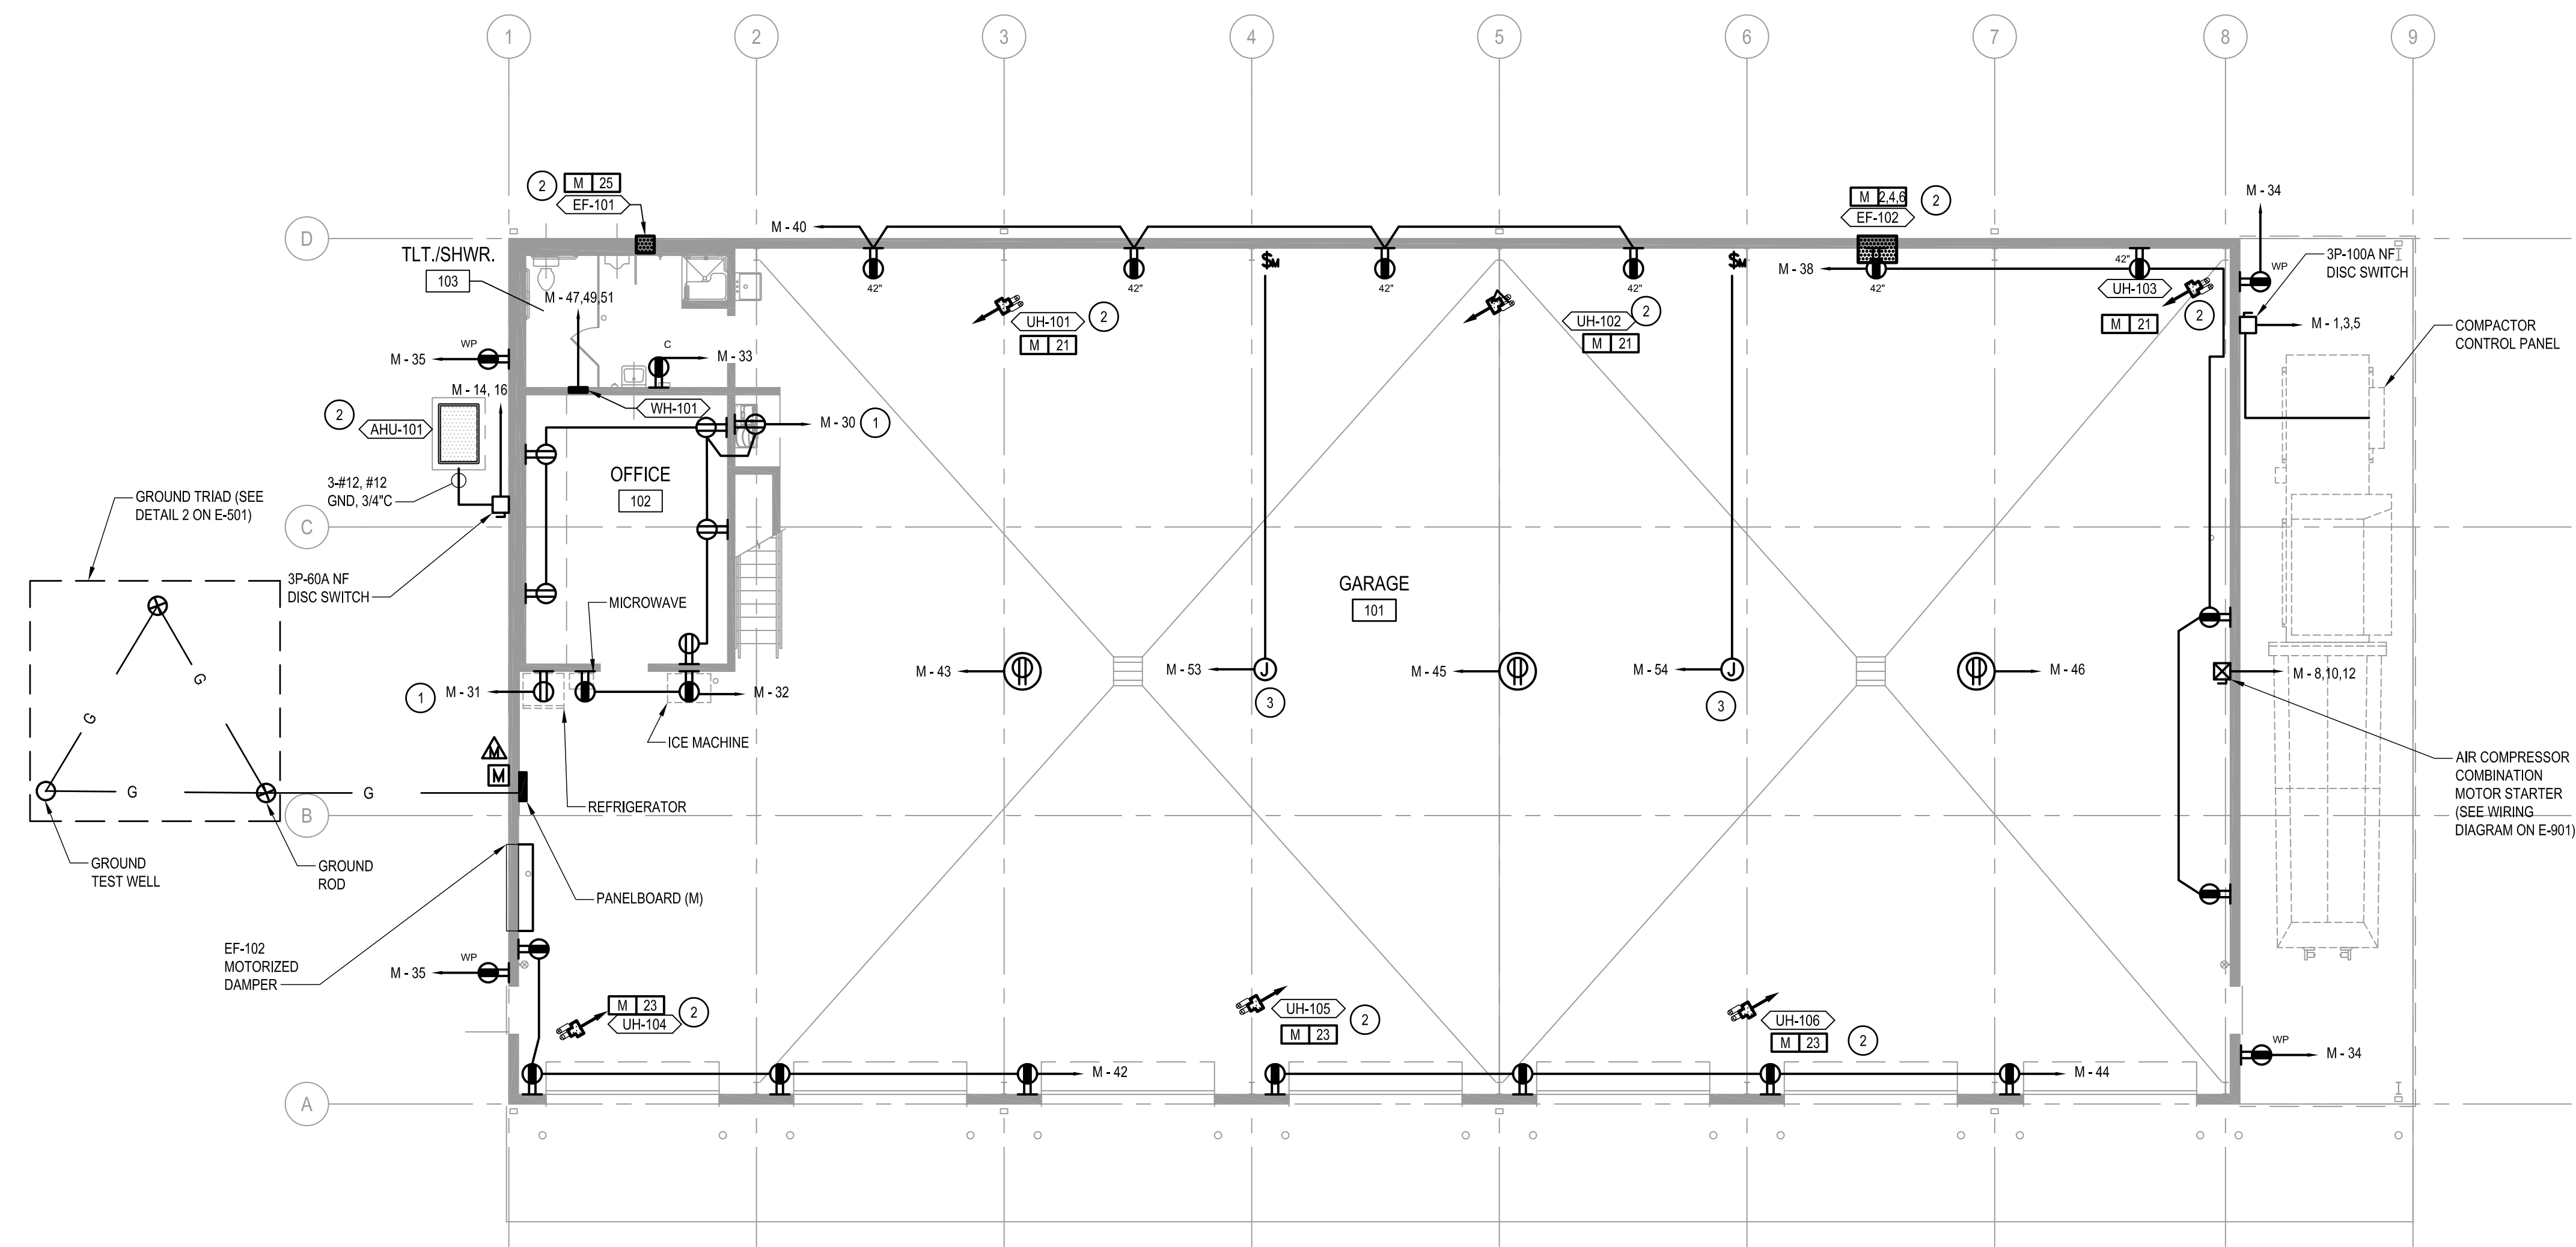 1 2 3 4 5 6 7 8 9
2 M 25
EF-101
M 2,4,6 2
EF-102
M - 34
D
M - 40
TLT./SHWR.
103
$M
$M
M - 38
42"
42"
42"
42"
42"
42"
WP
3P-100A NF
DISC SWITCH
UH-101 2
M 21
UH-102 2
M 21
UH-103
M 21 2
M - 1,3,5
COMPACTOR
CONTROL PANEL
M - 47,49,51
WP
M - 35
C
M - 33
M - 14, 16
2
AHU-101
WH-101
M - 30 1
OFFICE
102
3-#12, #12
GND, 3/4"C
GROUND TRIAD (SEE
DETAIL 2 ON E-501)
C
3P-60A NF
DISC SWITCH
MICROWAVE
GARAGE
101
G
G
G
G
1 M - 31
M - 32
M - 43
M - 53
J
3
M - 45
M - 54
J
3
M - 46
M - 8,10,12
ICE MACHINE
M
M
REFRIGERATOR
B
AIR COMPRESSOR
COMBINATION
MOTOR STARTER
(SEE WIRING
DIAGRAM ON E-901)
GROUND
TEST WELL
GROUND
ROD
PANELBOARD (M)
EF-102
MOTORIZED
DAMPER
WP
M - 35
M 23
UH-104 2
UH-105
M 23 2
UH-106
M 23 2
WP
M - 34
M - 42
M - 44
A